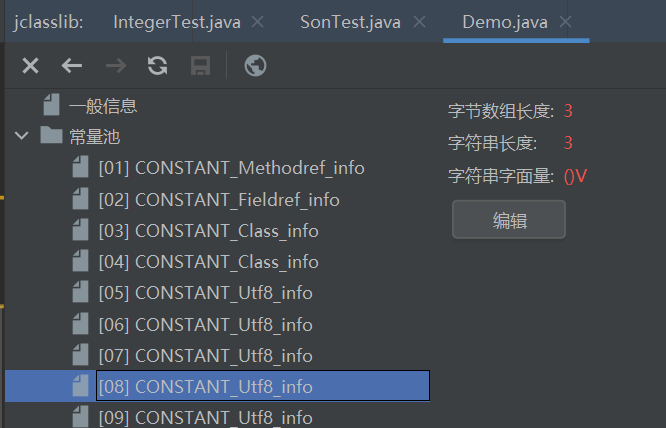 jclasslib: IntegerTest.java SonTest.java Demo.java
一般信息
常量池
[01] CONSTANT_Methodref_info
[02] CONSTANT_Fieldref_info
[03] CONSTANT_Class_info
[04] CONSTANT_Class_info
[05] CONSTANT_Utf8_info
[06] CONSTANT_Utf8_info
[07] CONSTANT_Utf8_info
[08] CONSTANT_Utf8_info
[09] CONSTANT_Utf8_info
字节数组长度: 3
字符串长度: 3
字符串字面量: ()V
编辑